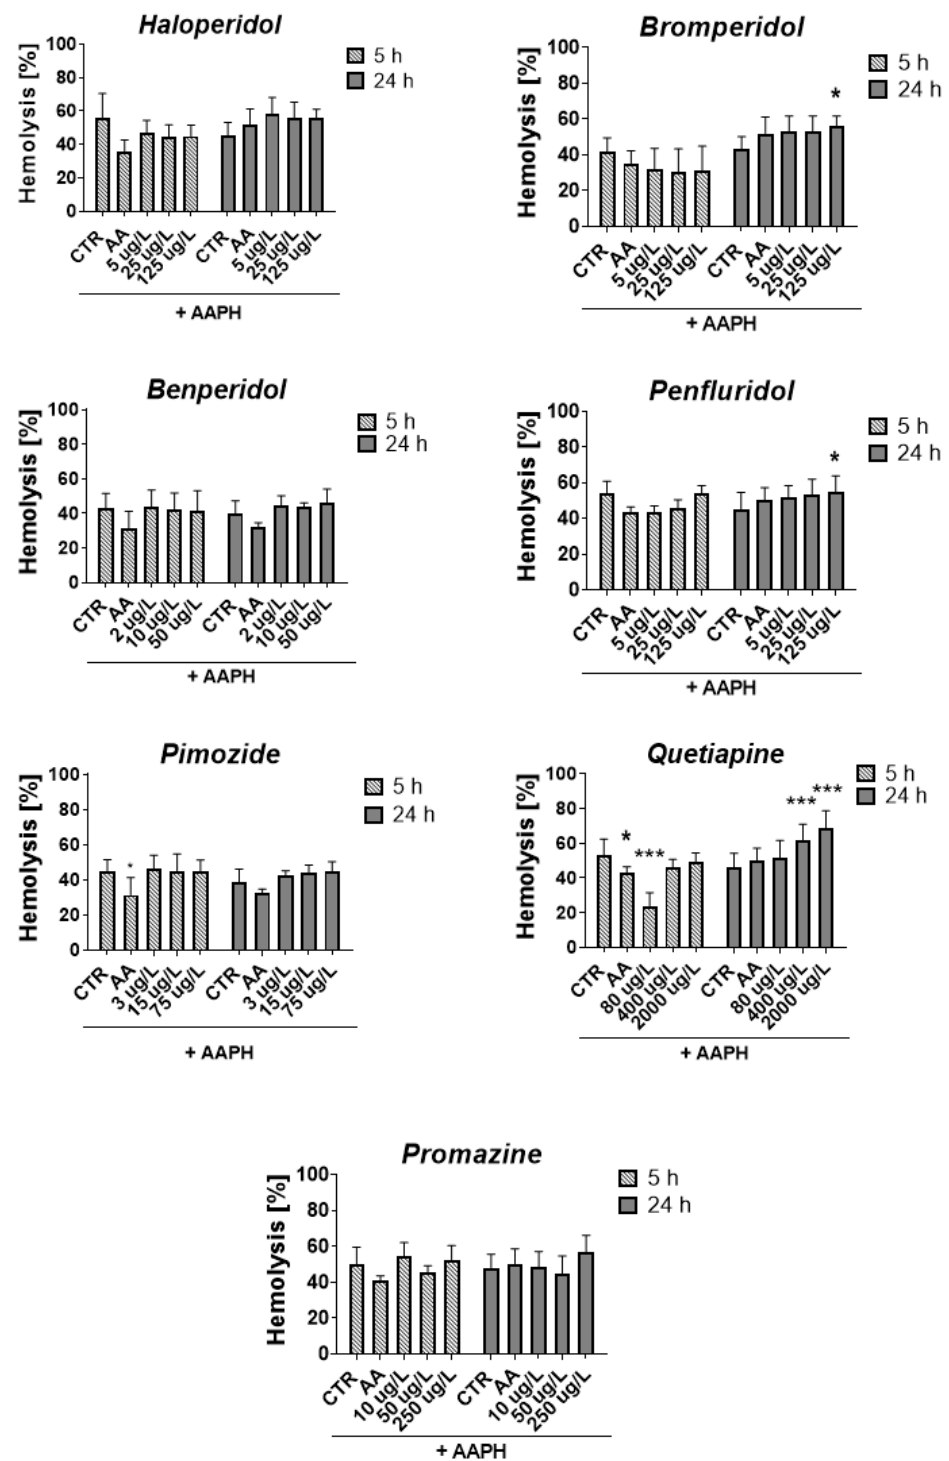 Haloperidol
Hemolysis [%]
100
80
60
40
20
0
5 h
24 h
CTR
AA
5 ug/L
25 ug/L
125 ug/L
CTR
AA
5 ug/L
25 ug/L
125 ug/L
+ AAPH
Bromperidol
Hemolysis [%]
100
80
60
40
20
0
5 h
24 h
*
CTR
AA
5 ug/L
25 ug/L
125 ug/L
CTR
AA
5 ug/L
25 ug/L
125 ug/L
+ AAPH
Benperidol
Hemolysis [%]
100
80
60
40
20
0
5 h
24 h
CTR
AA
2 ug/L
10 ug/L
50 ug/L
CTR
AA
2 ug/L
10 ug/L
50 ug/L
+ AAPH
Penfluridol
Hemolysis [%]
100
80
60
40
20
0
5 h
24 h
*
CTR
AA
5 ug/L
25 ug/L
125 ug/L
CTR
AA
5 ug/L
25 ug/L
125 ug/L
+ AAPH
Pimozide
Hemolysis [%]
100
80
60
40
20
0
5 h
24 h
*
CTR
AA
3 ug/L
15 ug/L
75 ug/L
CTR
AA
3 ug/L
15 ug/L
75 ug/L
+ AAPH
Quetiapine
Hemolysis [%]
100
80
60
40
20
0
5 h
24 h
*
***
***
***
CTR
AA
80 ug/L
400 ug/L
2000 ug/L
CTR
AA
80 ug/L
400 ug/L
2000 ug/L
+ AAPH
Promazine
Hemolysis [%]
100
80
60
40
20
0
5 h
24 h
CTR
AA
10 ug/L
50 ug/L
250 ug/L
CTR
AA
10 ug/L
50 ug/L
250 ug/L
+ AAPH